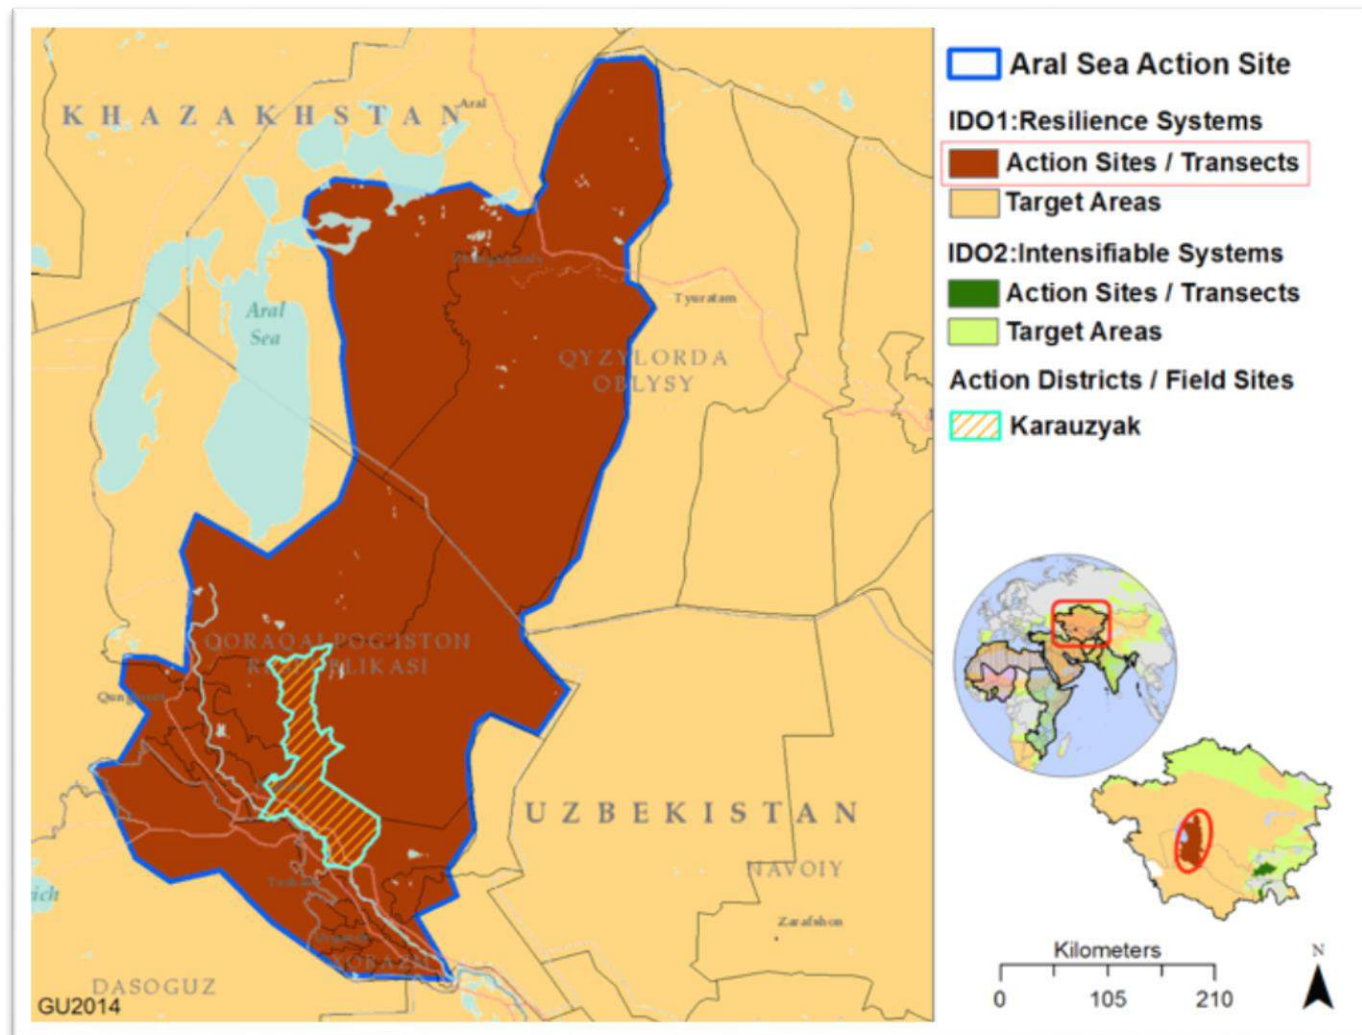 KHAZAKHSTAN
Aral
Aral
Sea
Tyuratam
QYZYLORDA
OBLYSY
QORAQALPOG'ISTON
UZBEKISTAN
NAVOIY
Zarafshon
DASOGUZ
GU2014
Aral Sea Action Site
IDO1:Resilience Systems
Action Sites / Transects
Target Areas
IDO2:Intensifiable Systems
Action Sites / Transects
Target Areas
Action Districts / Field Sites
Karauzyak
Kilometers
N
0 105 210